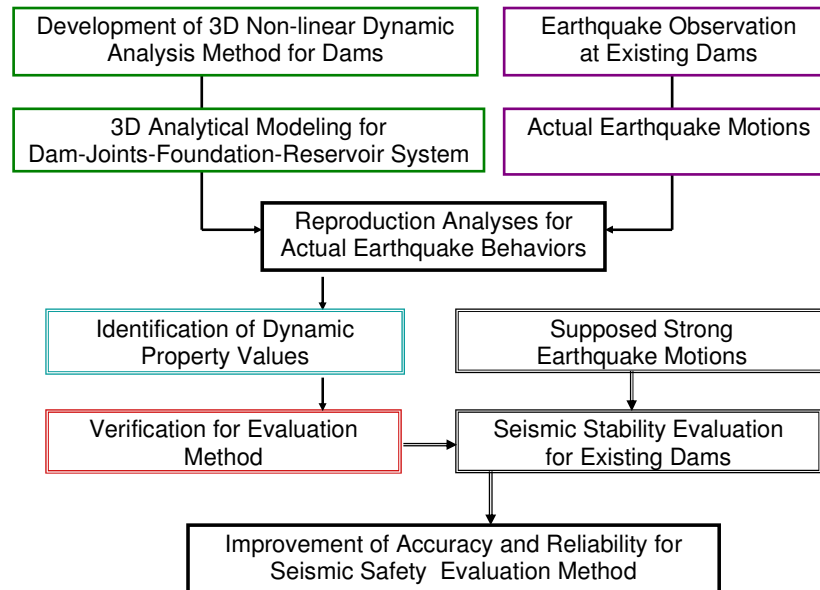 Development of 3D Non-linear Dynamic
Analysis Method for Dams
Earthquake Observation
at Existing Dams
3D Analytical Modeling for
Dam-Joints-Foundation-Reservoir System
Actual Earthquake Motions
Reproduction Analyses for
Actual Earthquake Behaviors
Identification of Dynamic
Property Values
Supposed Strong
Earthquake Motions
Verification for Evaluation
Method
Seismic Stability Evaluation
for Existing Dams
Improvement of Accuracy and Reliability for
Seismic Safety Evaluation Method